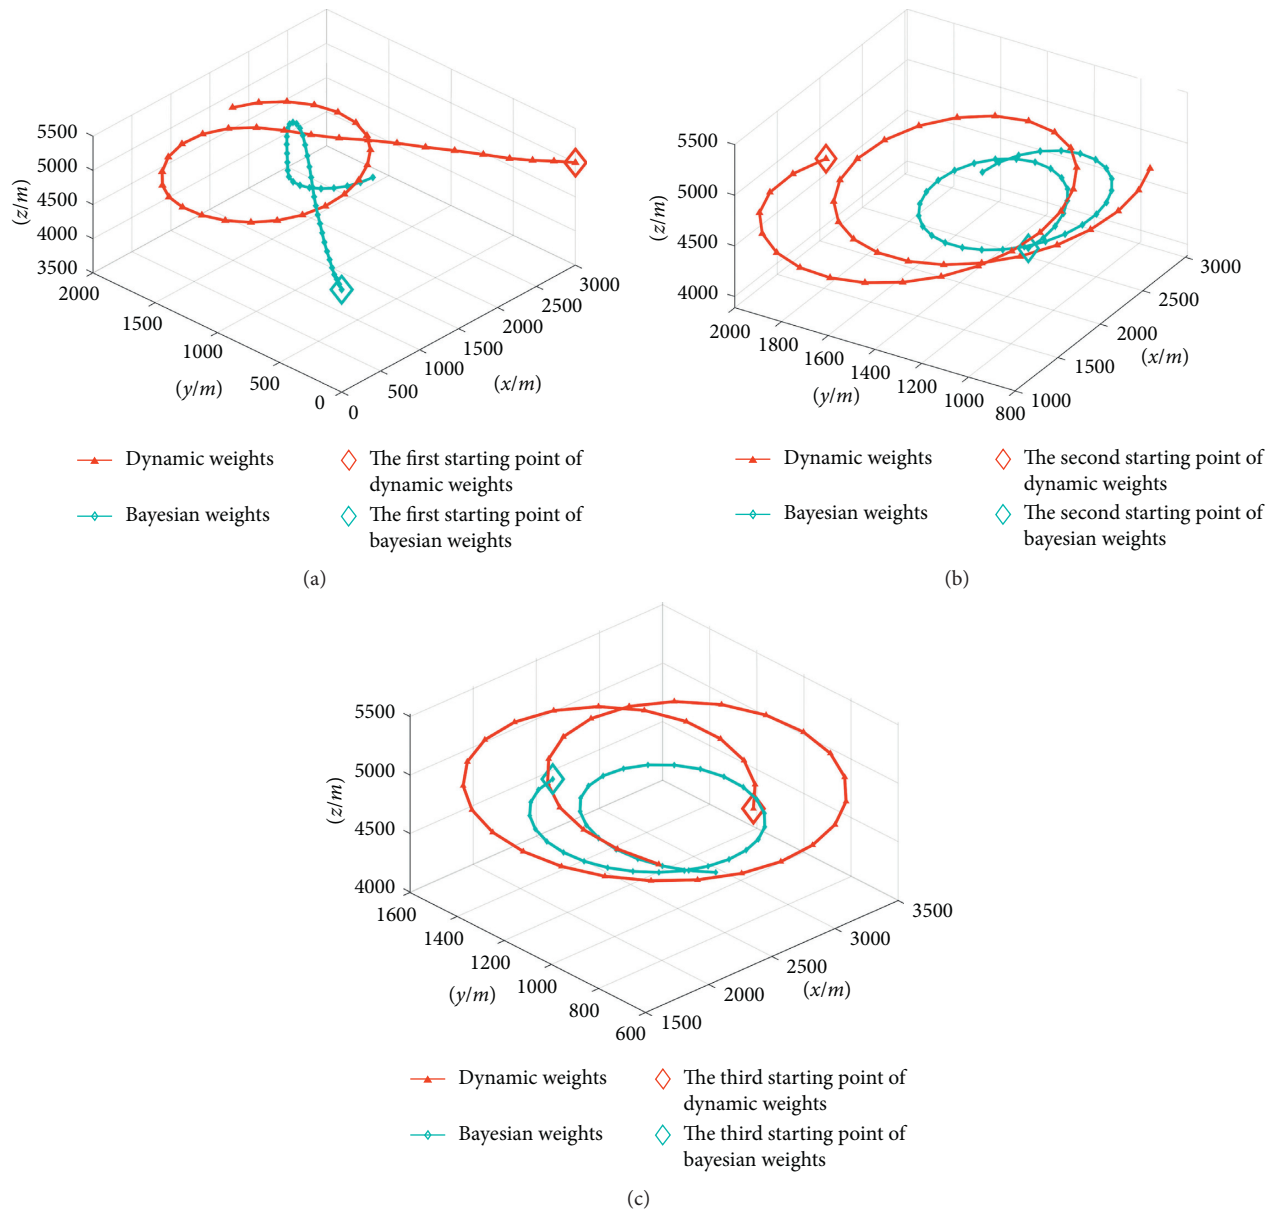 5500
5000
4500
4000
3500
(z/m)
2000
1500
1000
500
0
(y/m)
0
500
1000
1500
2000
2500
3000
(x/m)
Dynamic weights
Bayesian weights
The first starting point of
dynamic weights
The first starting point of
bayesian weights
(a)
5500
5000
4500
4000
(z/m)
2000
1800
1600
1400
1200
1000
800
(y/m)
1000
1500
2000
2500
3000
(x/m)
Dynamic weights
Bayesian weights
The second starting point of
dynamic weights
The second starting point of
bayesian weights
(b)
5500
5000
4500
4000
(z/m)
1600
1400
1200
1000
800
600
(y/m)
1500
2000
2500
3000
3500
(x/m)
Dynamic weights
Bayesian weights
The third starting point of
dynamic weights
The third starting point of
bayesian weights
(c)